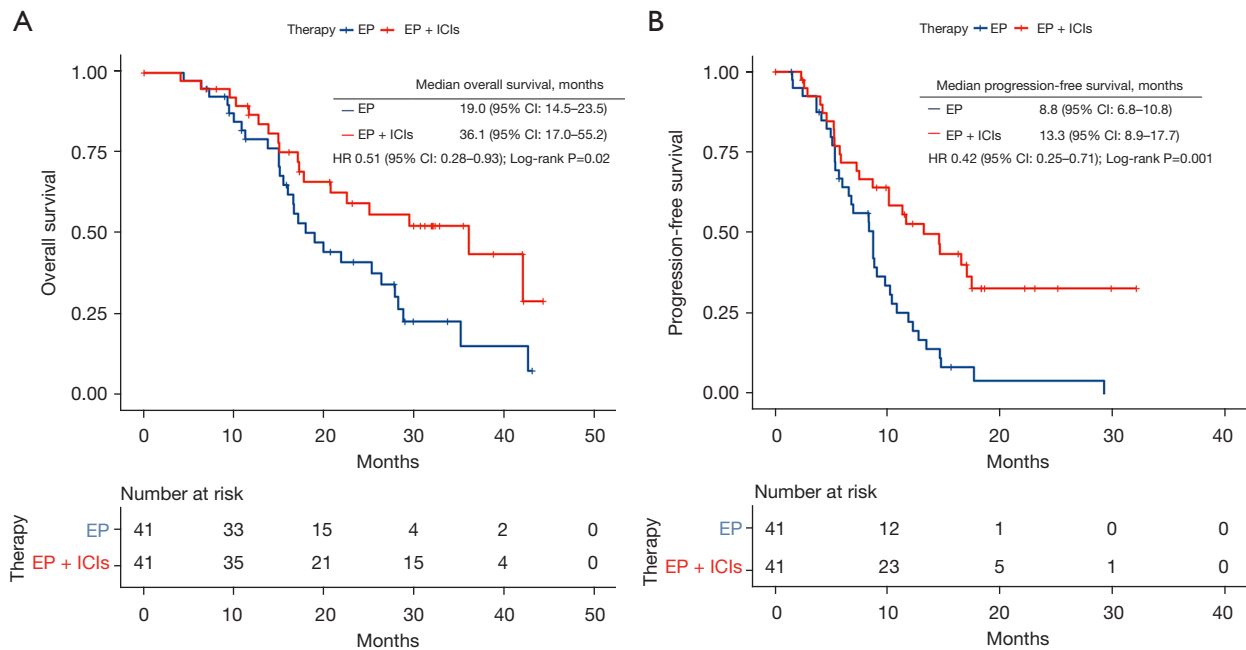 A
Therapy EP EP + ICIs
Median overall survival, months
EP 19.0 (95% CI: 14.5–23.5)
EP + ICIs 36.1 (95% CI: 17.0–55.2)
HR 0.51 (95% CI: 0.28–0.93); Log-rank P=0.02
Overall survival
1.00
0.75
0.50
0.25
0.00
0 10 20 30 40 50
Months
Number at risk
Therapy
EP 41 33 15 4 2 0
EP + ICIs 41 35 21 15 4 0
0 10 20 30 40 50
Months
B
Therapy EP EP + ICIs
Median progression-free survival, months
EP 8.8 (95% CI: 6.8–10.8)
EP + ICIs 13.3 (95% CI: 8.9–17.7)
HR 0.42 (95% CI: 0.25–0.71); Log-rank P=0.001
Progression-free survival
1.00
0.75
0.50
0.25
0.00
0 10 20 30 40
Months
Number at risk
Therapy
EP 41 12 1 0 0
EP + ICIs 41 23 5 1 0
0 10 20 30 40
Months